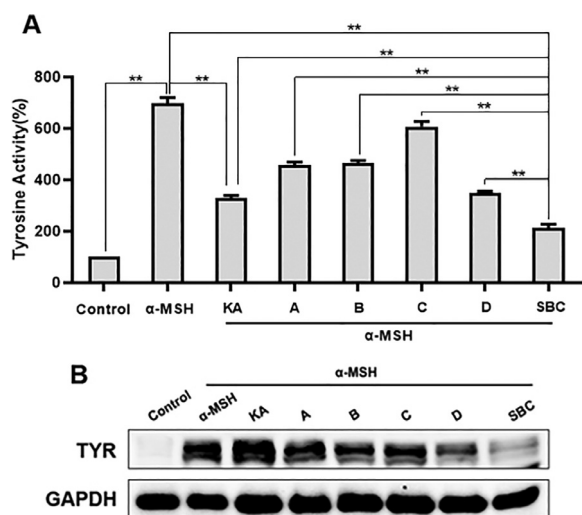 A
**
**
**
**
**
**
**
**
Tyrosine Activity(%)
800
600
400
200
0
Control α-MSH KA A B C D SBC
α-MSH
B
α-MSH
Control α-MSH KA A B C D SBC
TYR
GAPDH